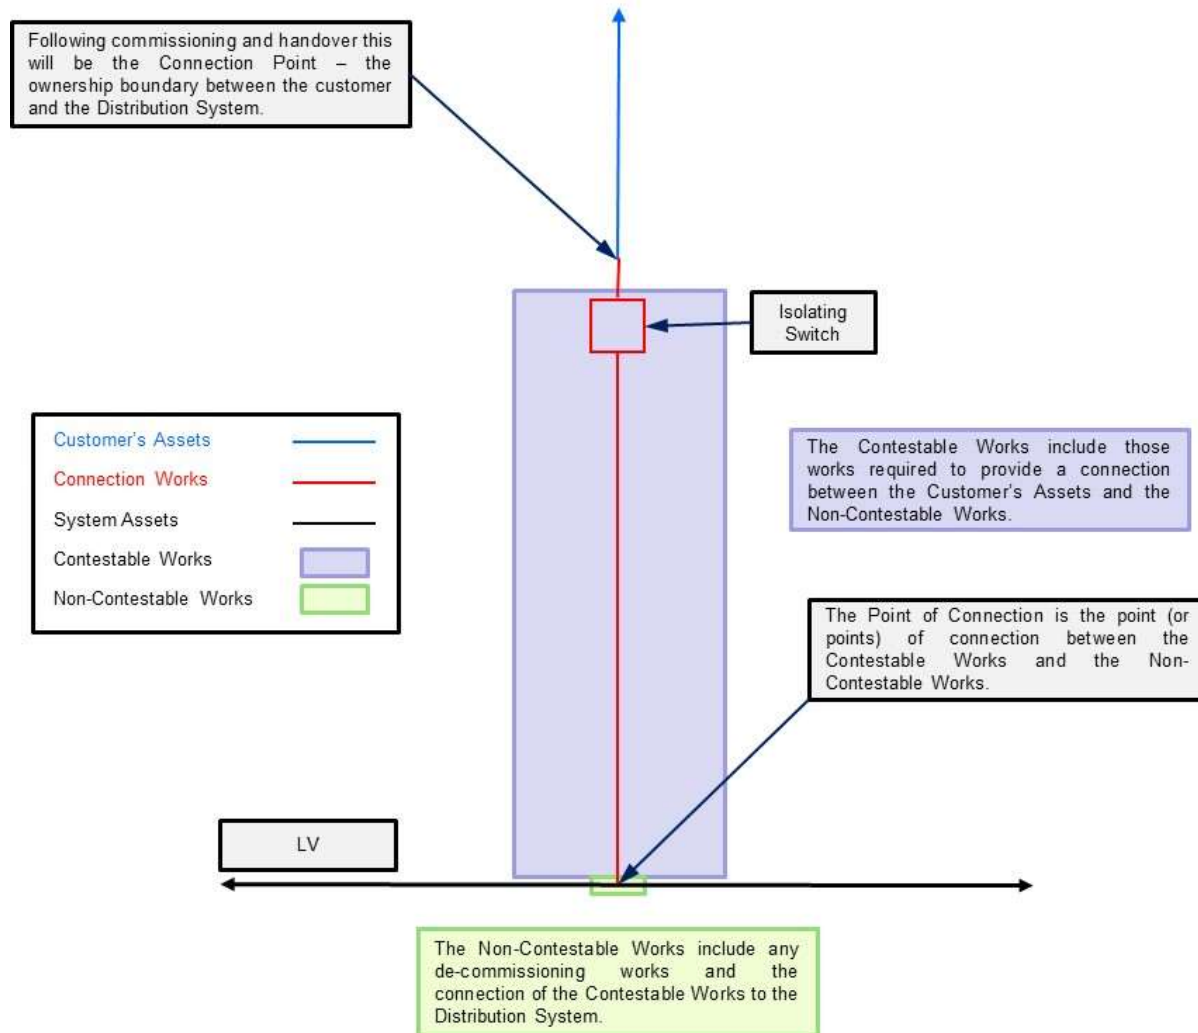 Following commissioning and handover this
will be the Connection Point – the
ownership boundary between the customer
and the Distribution System.
Isolating
Switch
Customer's Assets
Connection Works
System Assets
Contestable Works
Non-Contestable Works
The Contestable Works include those
works required to provide a connection
between the Customer's Assets and the
Non-Contestable Works.
The Point of Connection is the point (or
points) of connection between the
Contestable Works and the Non-
Contestable Works.
LV
The Non-Contestable Works include any
de-commissioning works and the
connection of the Contestable Works to the
Distribution System.